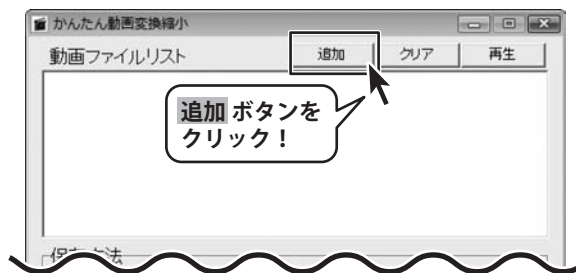 かんたん動画変換縮小
動画ファイルリスト 追加 クリア 再生
追加 ボタンを
クリック！